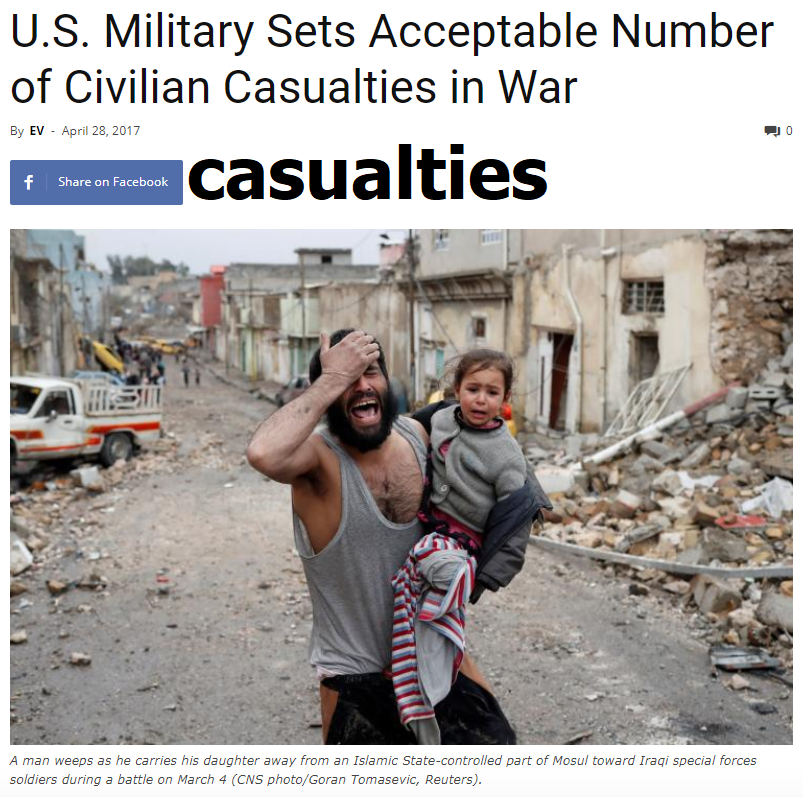 U.S. Military Sets Acceptable Number
of Civilian Casualties in War
By EV - April 28, 2017
0
Share on Facebook
casualties
A man weeps as he carries his daughter away from an Islamic State-controlled part of Mosul toward Iraqi special forces
soldiers during a battle on March 4 (CNS photo/Goran Tomasevic, Reuters).